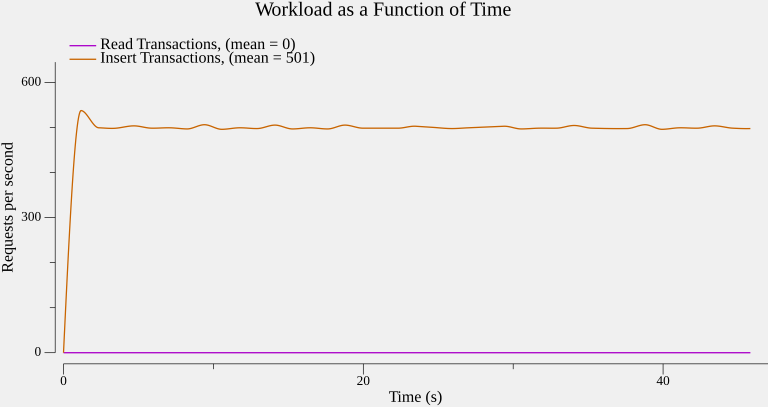 Workload as a Function of Time
Read Transactions, (mean = 0)
Insert Transactions, (mean = 501)
Requests per second
600
300
0
0
20
40
Time (s)